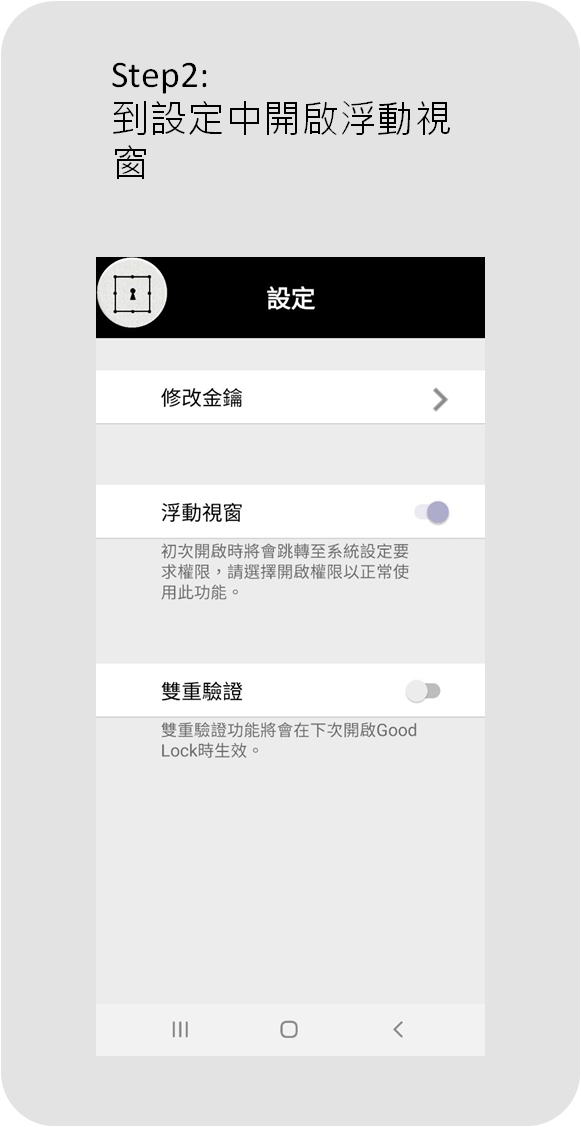 Step2:
到設定中開啟浮動視
窗
設定
修改金鑰
浮動視窗
初次開啟時將會跳轉至系統設定要
求權限，請選擇開啟權限以正常使
用此功能。
雙重驗證
雙重驗證功能將會在下次開啟Good
Lock時生效。